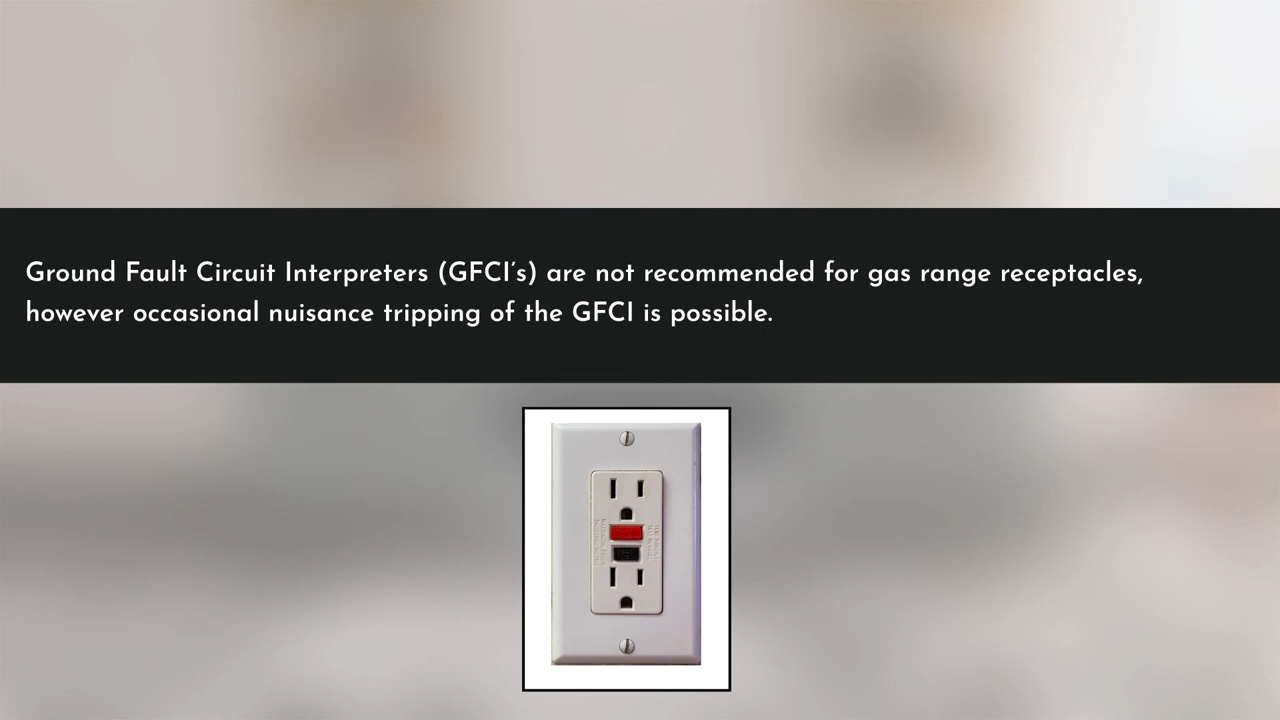 Ground Fault Circuit Interpreters (GFCI's) are not recommended for gas range receptacles,
however occasional nuisance tripping of the GFCI is possible.